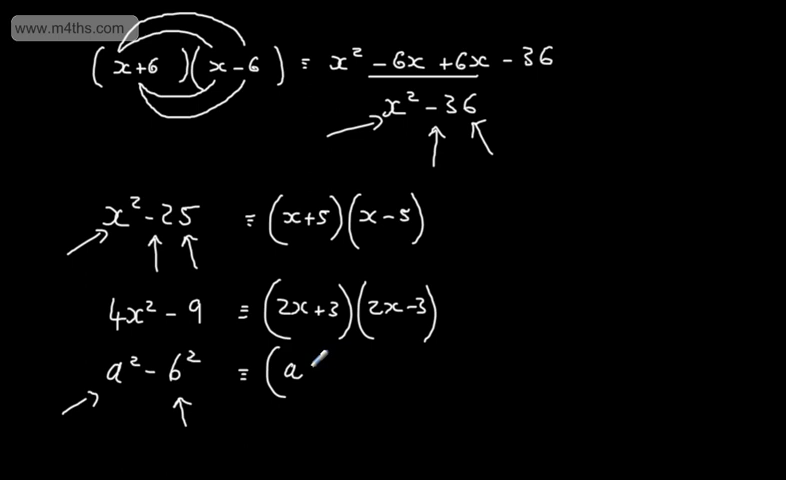 www.m4ths.com
(x+6)(x-6) ≡ x² - 6x + 6x - 36
x² - 36
x² - 25 ≡ (x+5)(x-5)
4x² - 9 ≡ (2x+3)(2x-3)
a² - b² ≡ (a